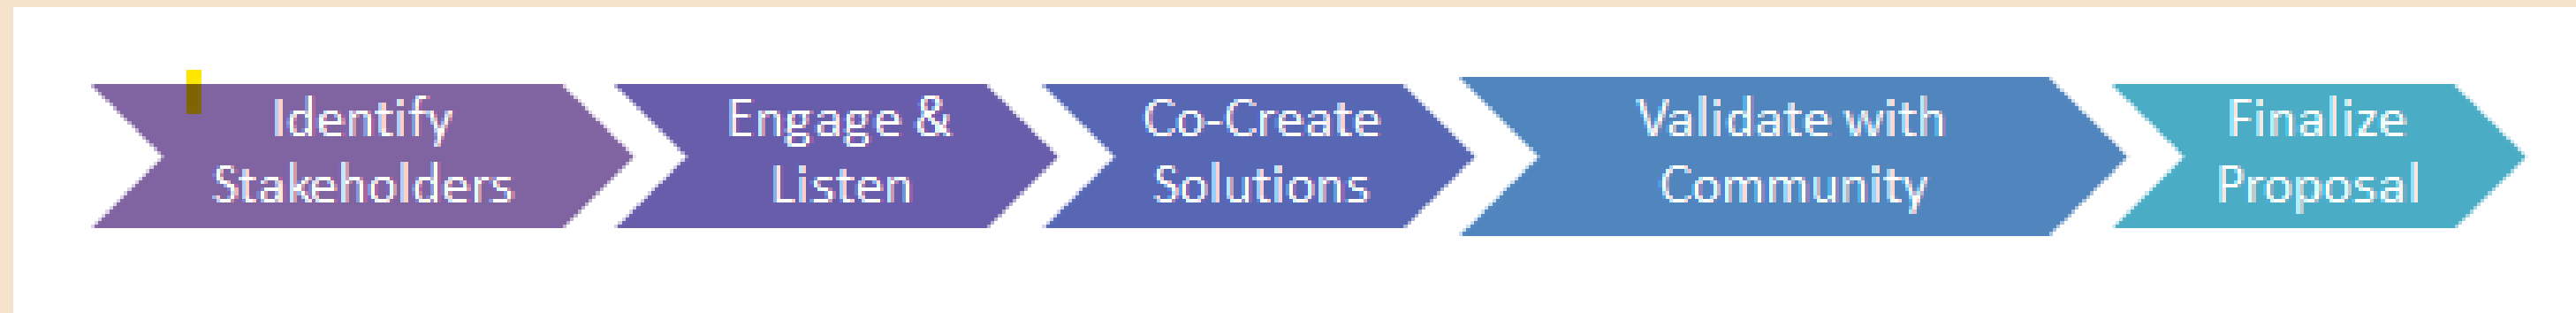 Identify
Stakeholders
Engage &
Listen
Co-Create
Solutions
Validate with
Community
Finalize
Proposal